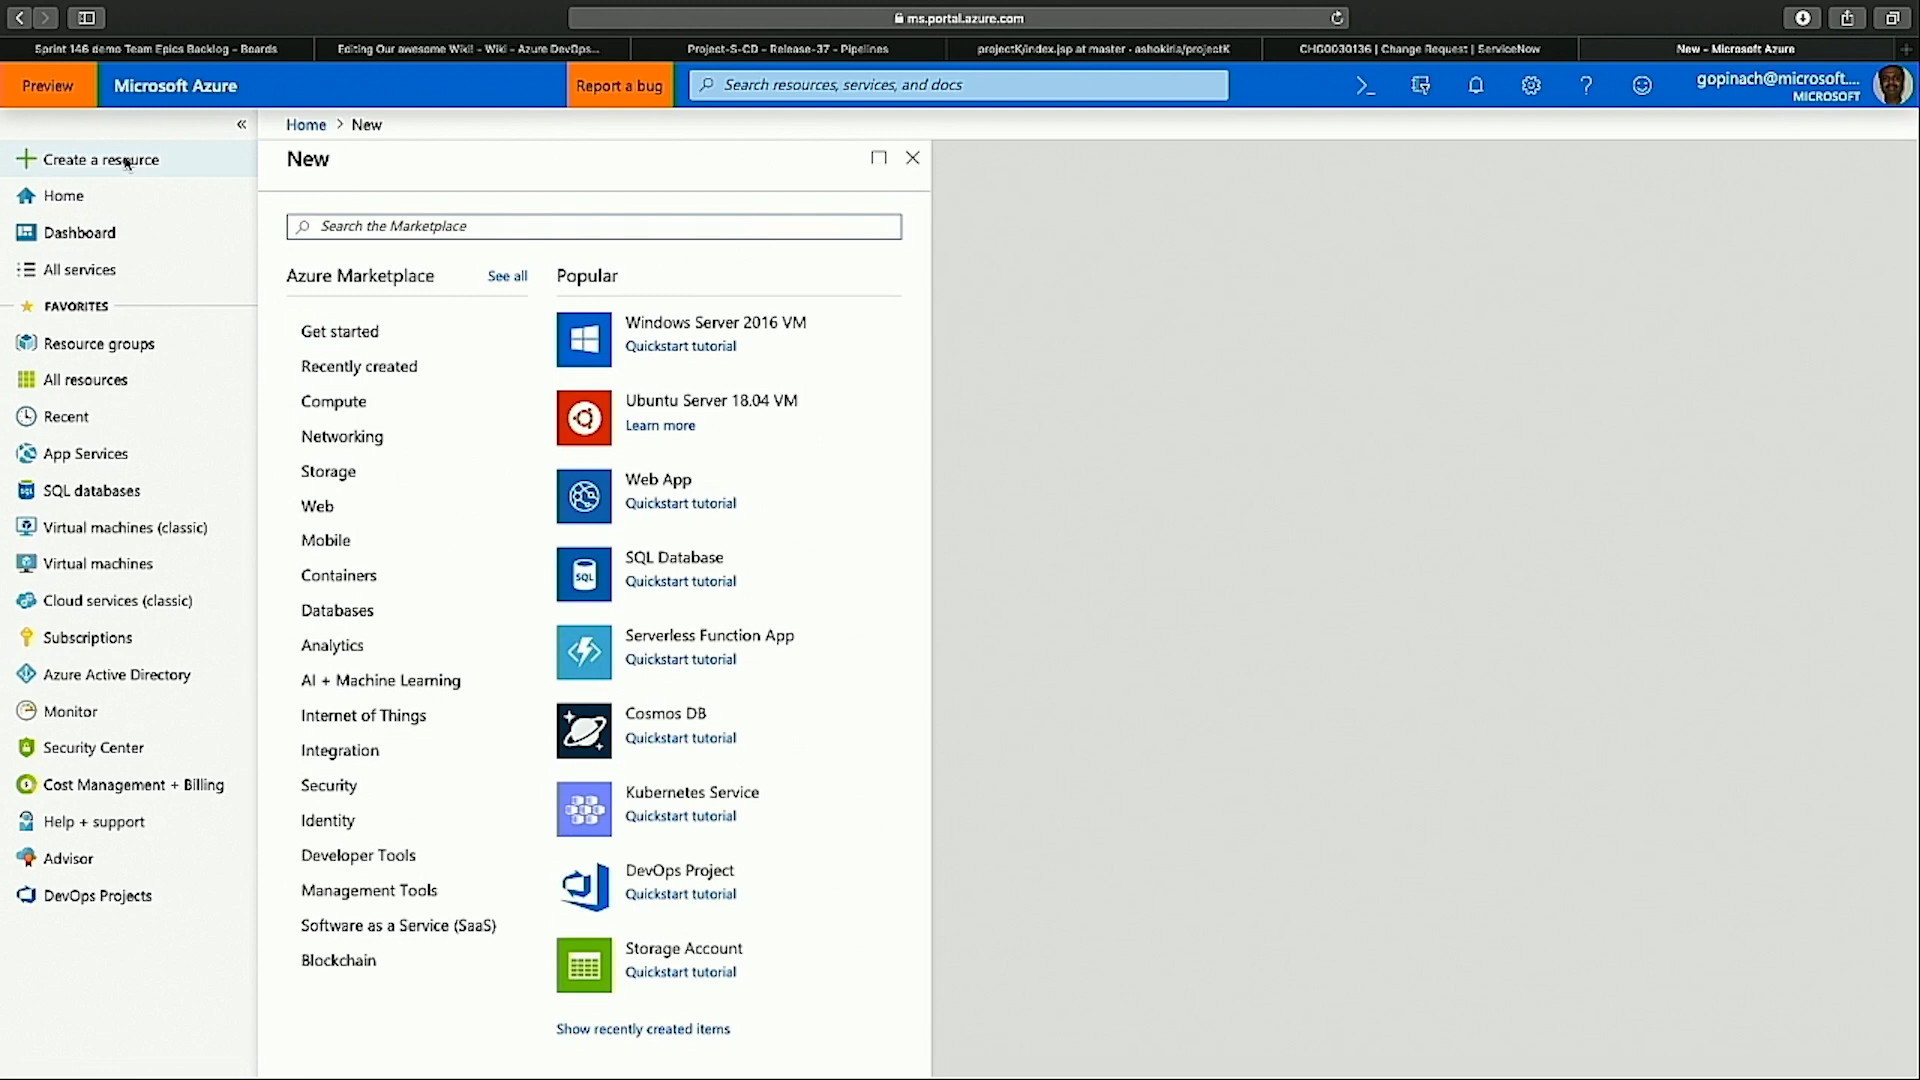 ms.portal.azure.com
Sprint 146 demo Team Epics Backlog - Boards
Editing Our awesome Wiki! - Wiki - Azure DevOps...
Project-S-CD - Release-37 - Pipelines
projectK/index.jsp at master · ashokirla/projectK
CHG0030136 | Change Request | ServiceNow
New - Microsoft Azure
Preview
Microsoft Azure
Report a bug
Search resources, services, and docs
gopinach@microsoft....
MICROSOFT
Home > New
Create a resource
Home
Dashboard
All services
FAVORITES
Resource groups
All resources
Recent
App Services
SQL databases
Virtual machines (classic)
Virtual machines
Cloud services (classic)
Subscriptions
Azure Active Directory
Monitor
Security Center
Cost Management + Billing
Help + support
Advisor
DevOps Projects
New
Search the Marketplace
Azure Marketplace
See all
Get started
Recently created
Compute
Networking
Storage
Web
Mobile
Containers
Databases
Analytics
AI + Machine Learning
Internet of Things
Integration
Security
Identity
Developer Tools
Management Tools
Software as a Service (SaaS)
Blockchain
Popular
Windows Server 2016 VM
Quickstart tutorial
Ubuntu Server 18.04 VM
Learn more
Web App
Quickstart tutorial
SQL
SQL Database
Quickstart tutorial
Serverless Function App
Quickstart tutorial
Cosmos DB
Quickstart tutorial
Kubernetes Service
Quickstart tutorial
DevOps Project
Quickstart tutorial
Storage Account
Quickstart tutorial
Show recently created items